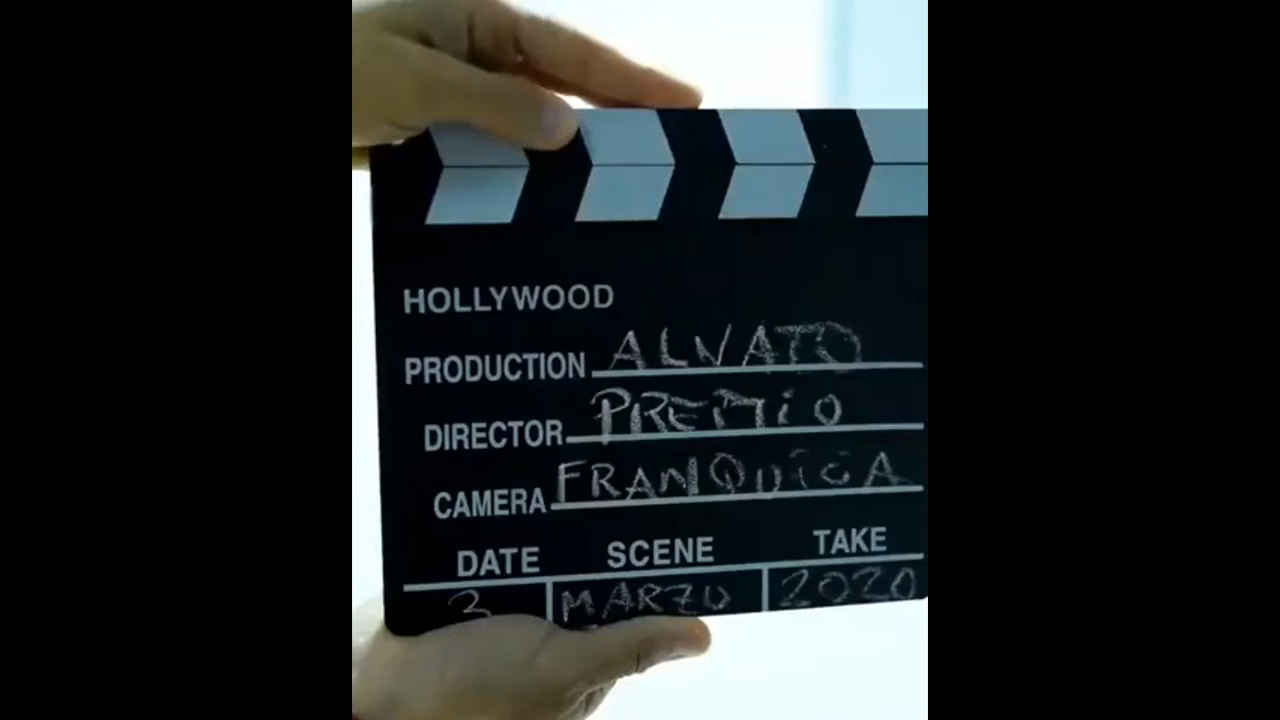 HOLLYWOOD
PRODUCTION ALVATO
DIRECTOR PREMIO
CAMERA FRANQUICIA
DATE SCENE TAKE
3 MARZO 2020